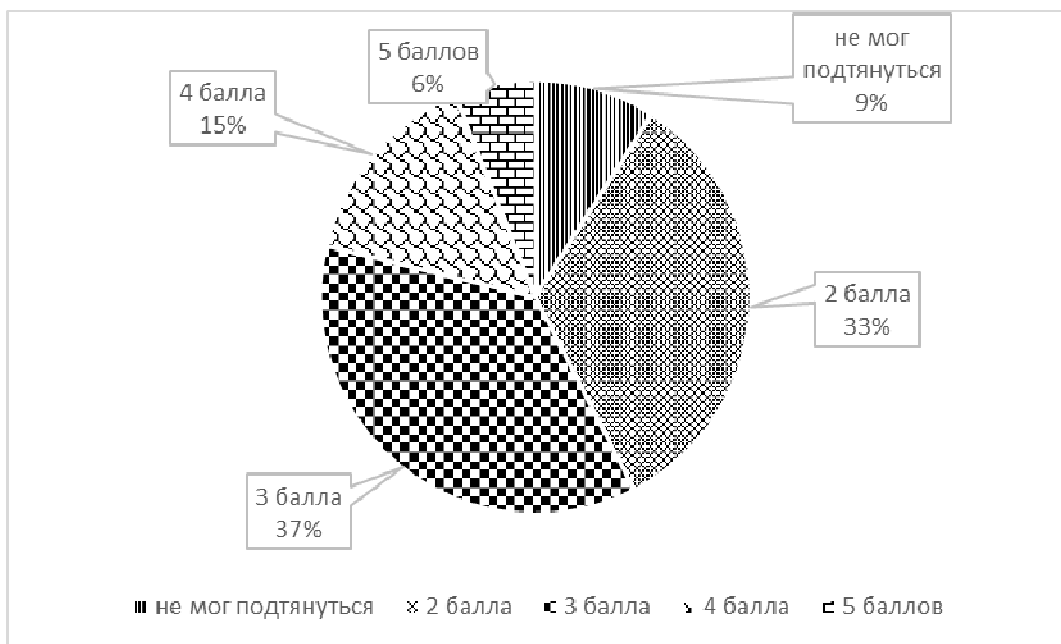 не мог
подтянуться
9%
5 баллов
6%
4 балла
15%
2 балла
33%
3 балла
37%
не мог подтянуться 2 балла 3 балла 4 балла 5 баллов